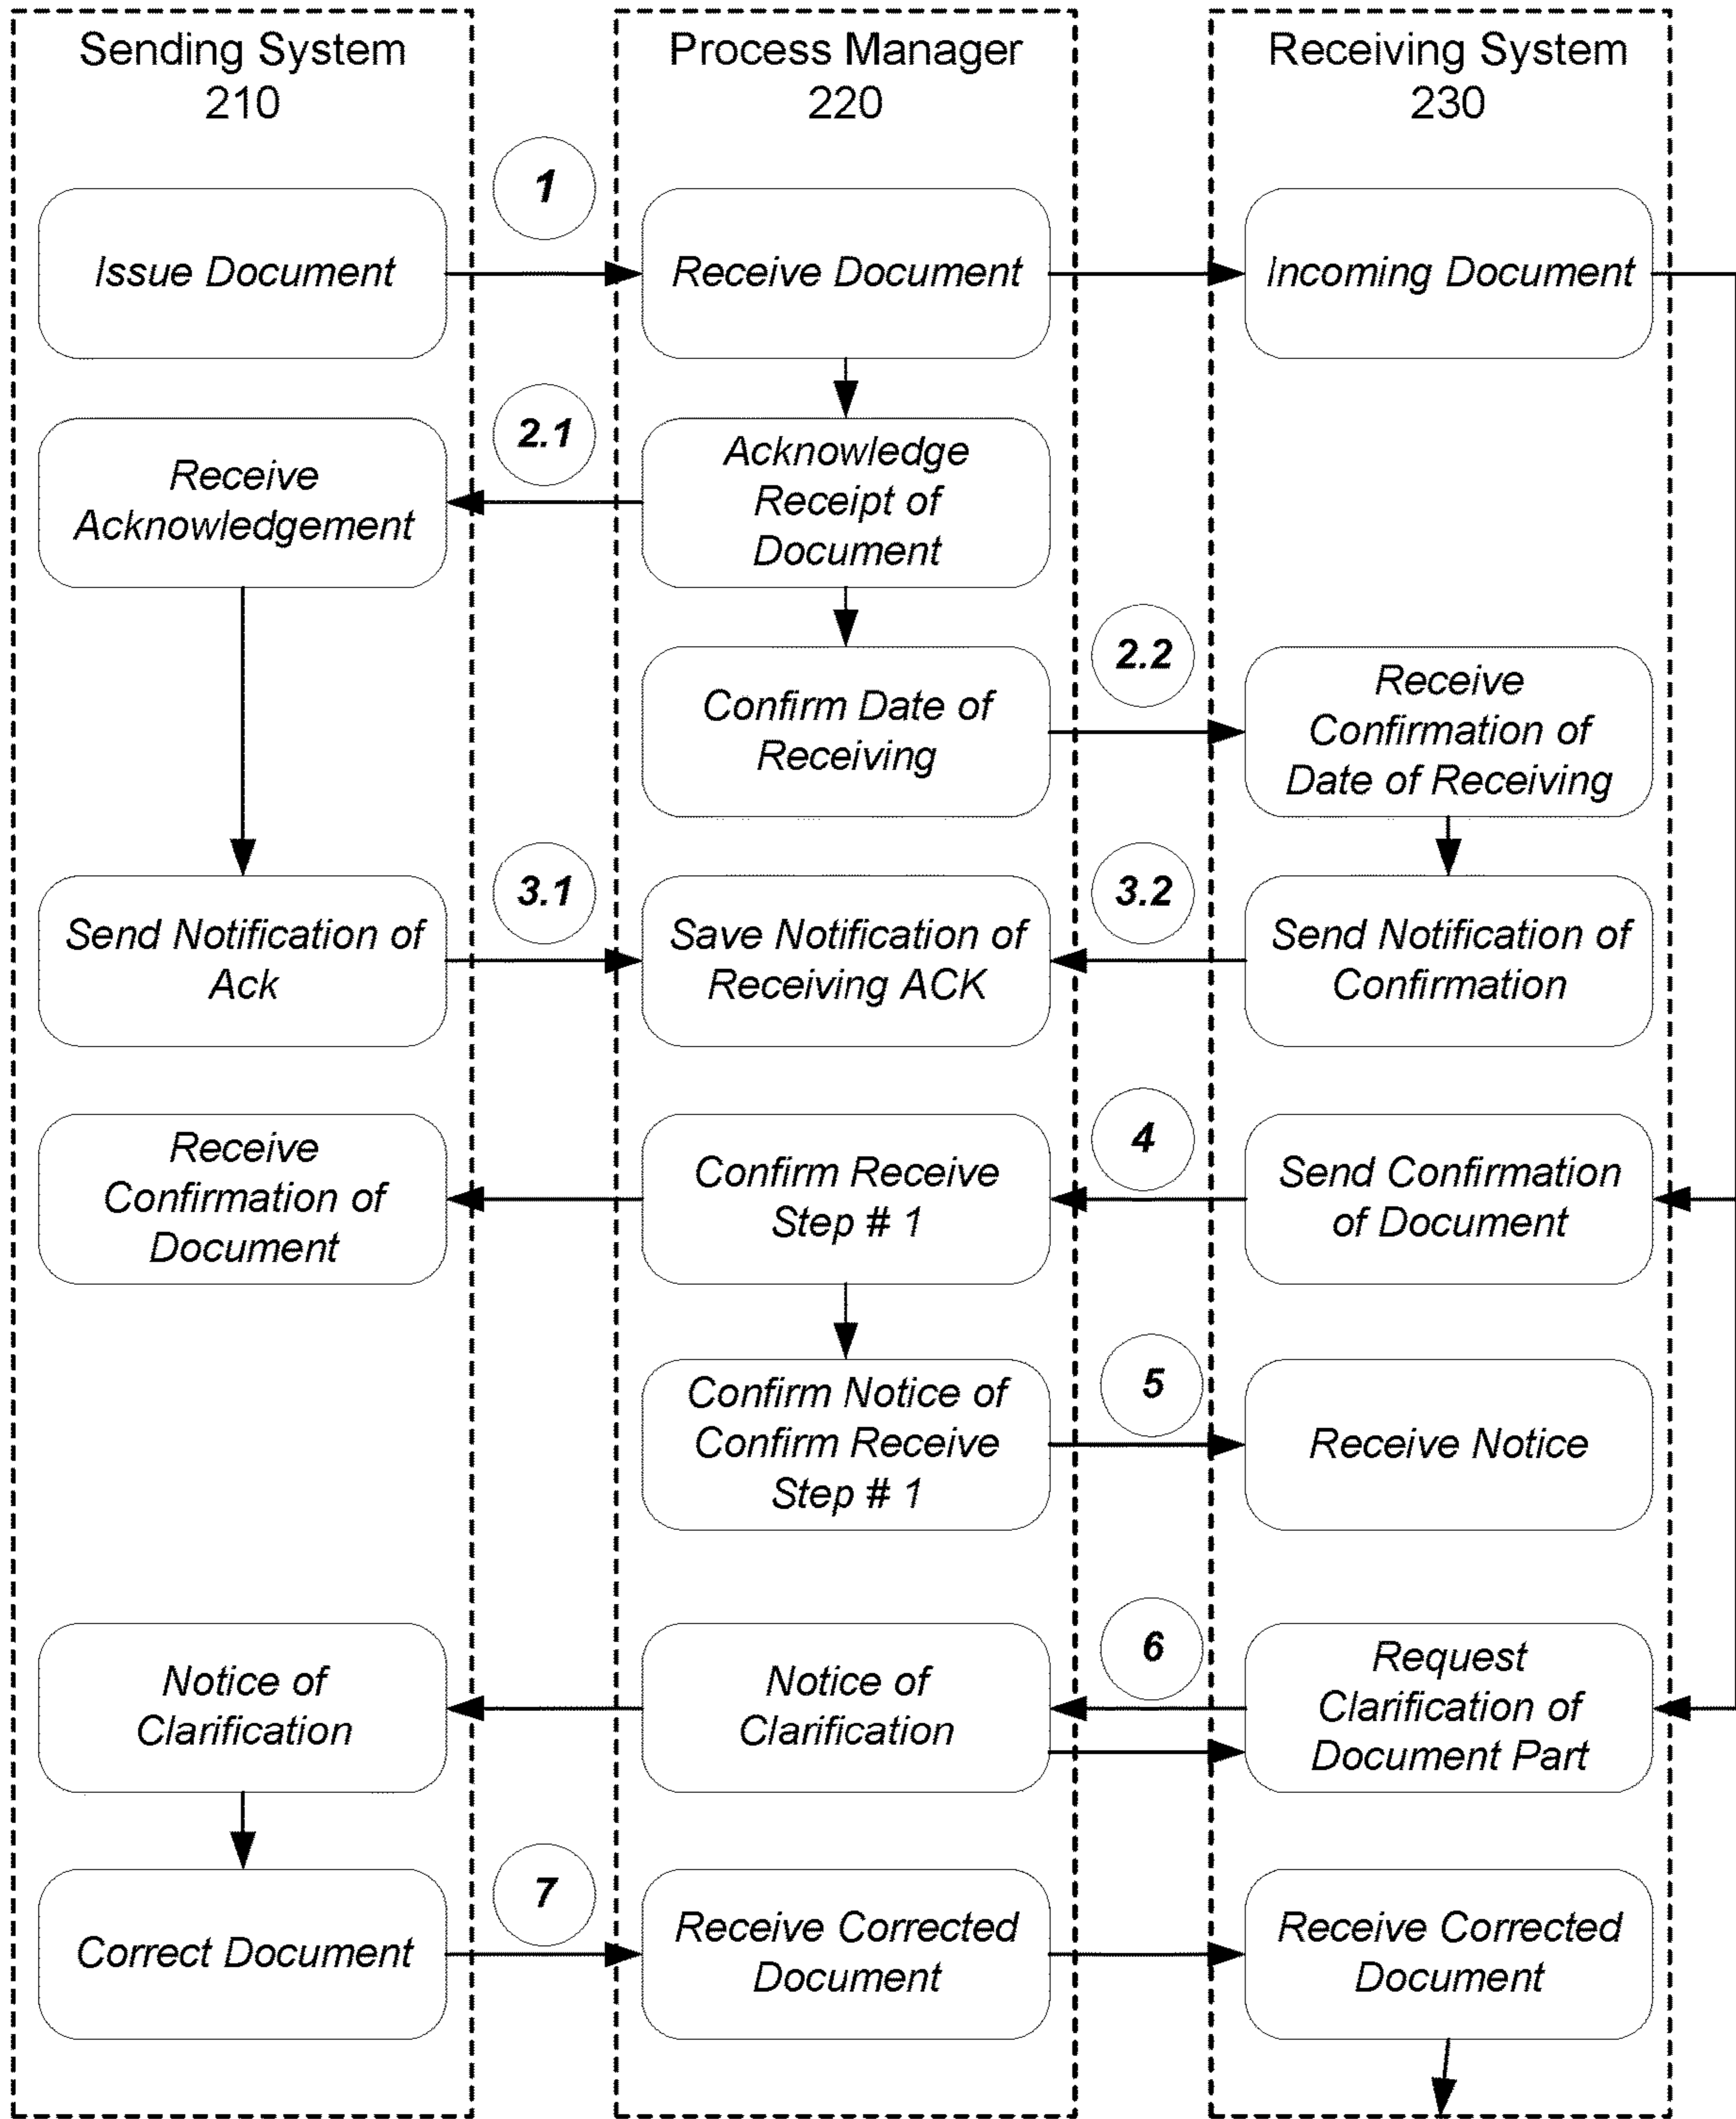 Sending System
210
Process Manager
220
Receiving System
230
1
Issue Document
Receive Document
Incoming Document
2.1
Receive
Acknowledgement
Acknowledge
Receipt of
Document
2.2
Confirm Date of
Receiving
Receive
Confirmation of
Date of Receiving
3.1
3.2
Send Notification of
Ack
Save Notification of
Receiving ACK
Send Notification of
Confirmation
4
Receive
Confirmation of
Document
Confirm Receive
Step # 1
Send Confirmation
of Document
5
Confirm Notice of
Confirm Receive
Step # 1
Receive Notice
6
Notice of
Clarification
Notice of
Clarification
Request
Clarification of
Document Part
7
Correct Document
Receive Corrected
Document
Receive Corrected
Document